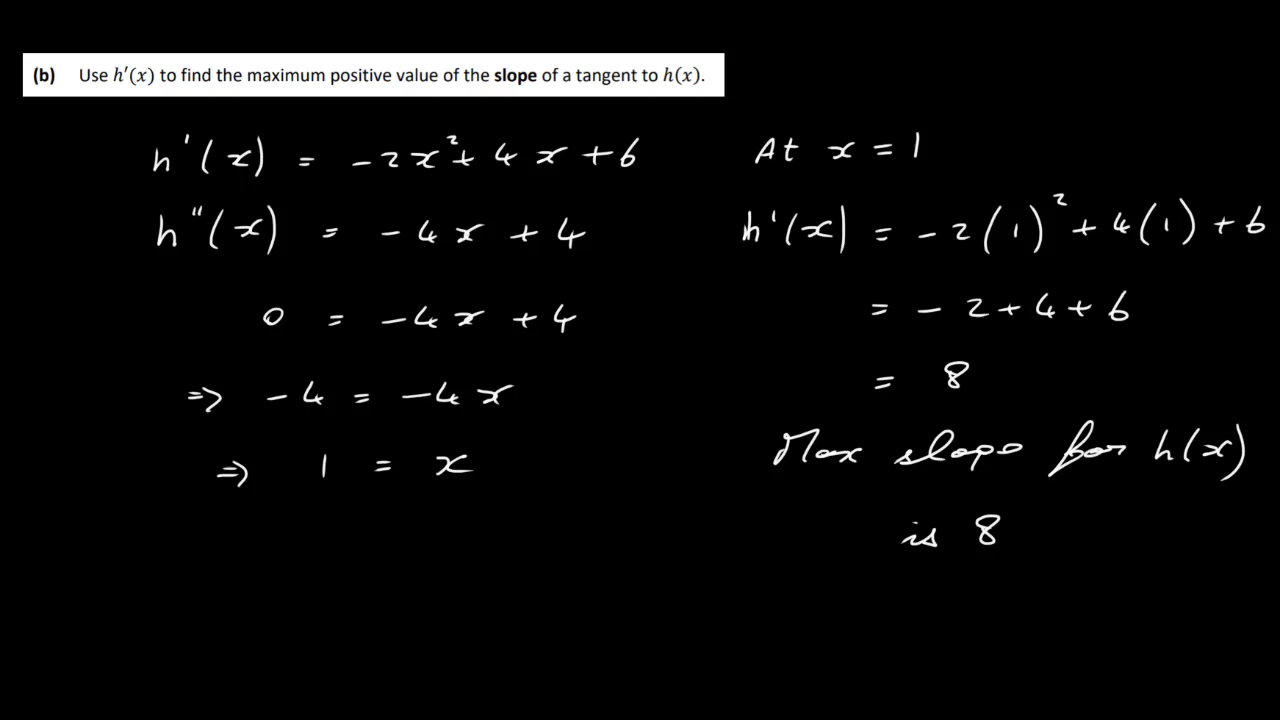 (b) Use h′(x) to find the maximum positive value of the slope of a tangent to h(x).
h'(x) = -2x²+ 4x +6
h"(x) = -4x + 4
0 = -4x + 4
=> -4 = -4x
=> 1 = x
At x = 1
h'(x) = -2(1)² + 4(1) + 6
= -2+4+6
= 8
Max slope for h(x)
is 8